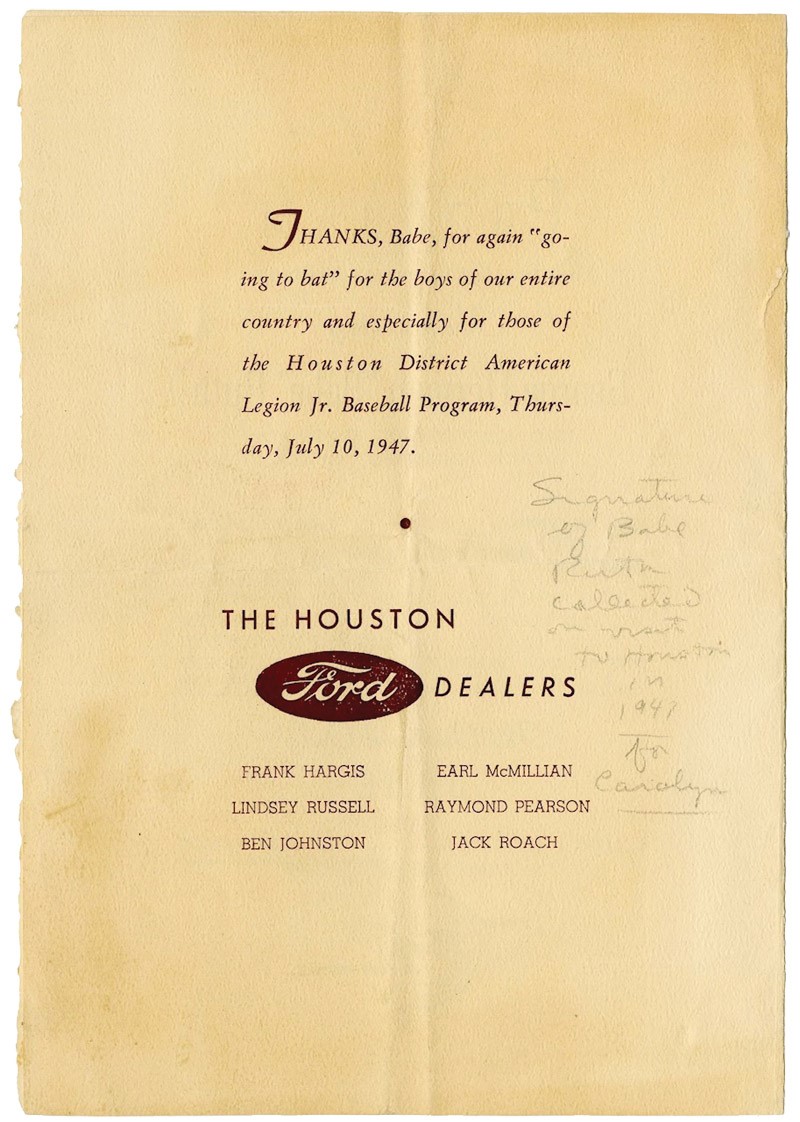 THANKS, Babe, for again "go-
ing to bat" for the boys of our entire
country and especially for those of
the Houston District American
Legion Jr. Baseball Program, Thurs-
day, July 10, 1947.
THE HOUSTON
Ford DEALERS
FRANK HARGIS
LINDSEY RUSSELL
BEN JOHNSTON
EARL McMILLIAN
RAYMOND PEARSON
JACK ROACH
Signature
of Babe
Ruth
collected
on visit
to Houston
in
1947
for
Carolyn